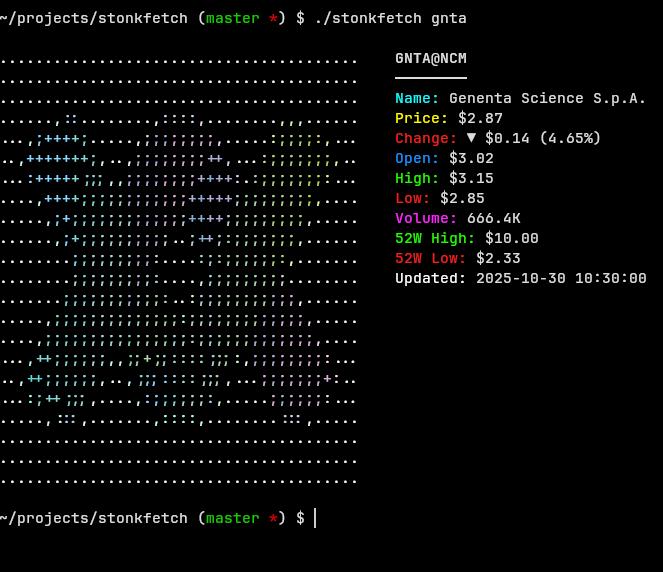 ~/projects/stonkfetch (master *) $ ./stonkfetch gnta
GNTA@NCM
Name: Genenta Science S.p.A.
Price: $2.87
Change: ▼ $0.14 (4.65%)
Open: $3.02
High: $3.15
Low: $2.85
Volume: 666.4K
52W High: $10.00
52W Low: $2.33
Updated: 2025-10-30 10:30:00
~/projects/stonkfetch (master *) $